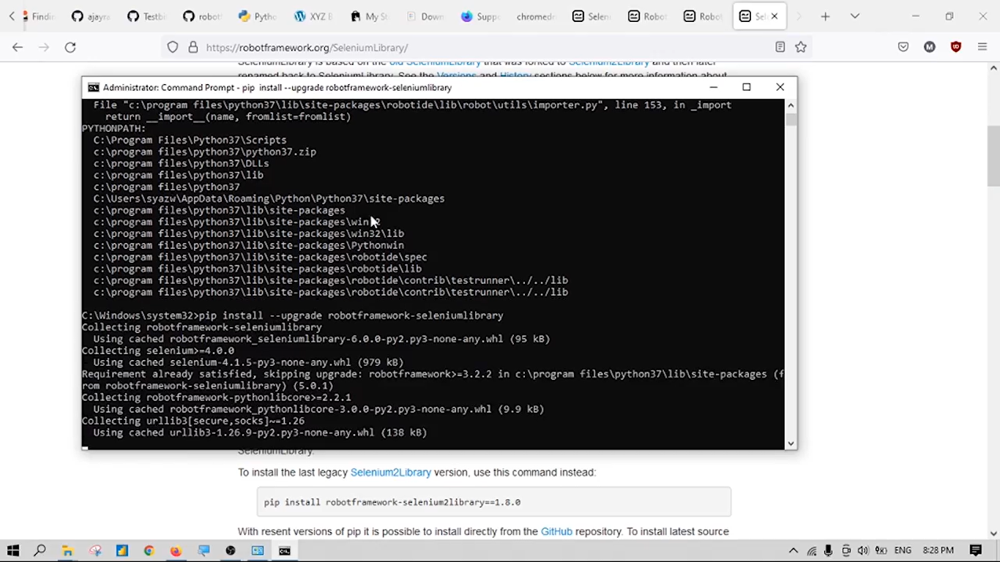 Findin
ajayra
Testbi
robot
Pytho
XYZ B
My St
Down
Supp
chromedr
Selen
Robot
Robo
Sel
https://robotframework.org/SeleniumLibrary/
SeleniumLibrary is based on the old SeleniumLibrary that was forked to Selenium2Library and then later
renamed back to SeleniumLibrary. See the Versions and History sections below for more information about
Administrator: Command Prompt - pip  install --upgrade robotframework-seleniumlibrary
File "c:\program files\python37\lib\site-packages\robotide\lib\robot\utils\importer.py", line 153, in _import
return __import__(name, fromlist=fromlist)
PYTHONPATH:
C:\Program Files\Python37\Scripts
c:\program files\python37\python37.zip
c:\program files\python37\DLLs
c:\program files\python37\lib
c:\program files\python37
C:\Users\syazw\AppData\Roaming\Python\Python37\site-packages
c:\program files\python37\lib\site-packages
c:\program files\python37\lib\site-packages\win32
c:\program files\python37\lib\site-packages\win32\lib
c:\program files\python37\lib\site-packages\Pythonwin
c:\program files\python37\lib\site-packages\robotide\spec
c:\program files\python37\lib\site-packages\robotide\lib
c:\program files\python37\lib\site-packages\robotide\contrib\testrunner\../../lib
c:\program files\python37\lib\site-packages\robotide\contrib\testrunner\../../lib
C:\Windows\system32>pip install --upgrade robotframework-seleniumlibrary
Collecting robotframework-seleniumlibrary
Using cached robotframework_seleniumlibrary-6.0.0-py2.py3-none-any.whl (95 kB)
Collecting selenium>=4.0.0
Using cached selenium-4.1.5-py3-none-any.whl (979 kB)
Requirement already satisfied, skipping upgrade: robotframework>=3.2.2 in c:\program files\python37\lib\site-packages (f
rom robotframework-seleniumlibrary) (5.0.1)
Collecting robotframework-pythonlibcore>=2.2.1
Using cached robotframework_pythonlibcore-3.0.0-py2.py3-none-any.whl (9.9 kB)
Collecting urllib3[secure,socks]~=1.26
Using cached urllib3-1.26.9-py2.py3-none-any.whl (138 kB)
SeleniumLibrary.
To install the last legacy Selenium2Library version, use this command instead:
pip install robotframework-selenium2library==1.8.0
With resent versions of pip it is possible to install directly from the GitHub repository. To install latest source
ENG
8:28 PM